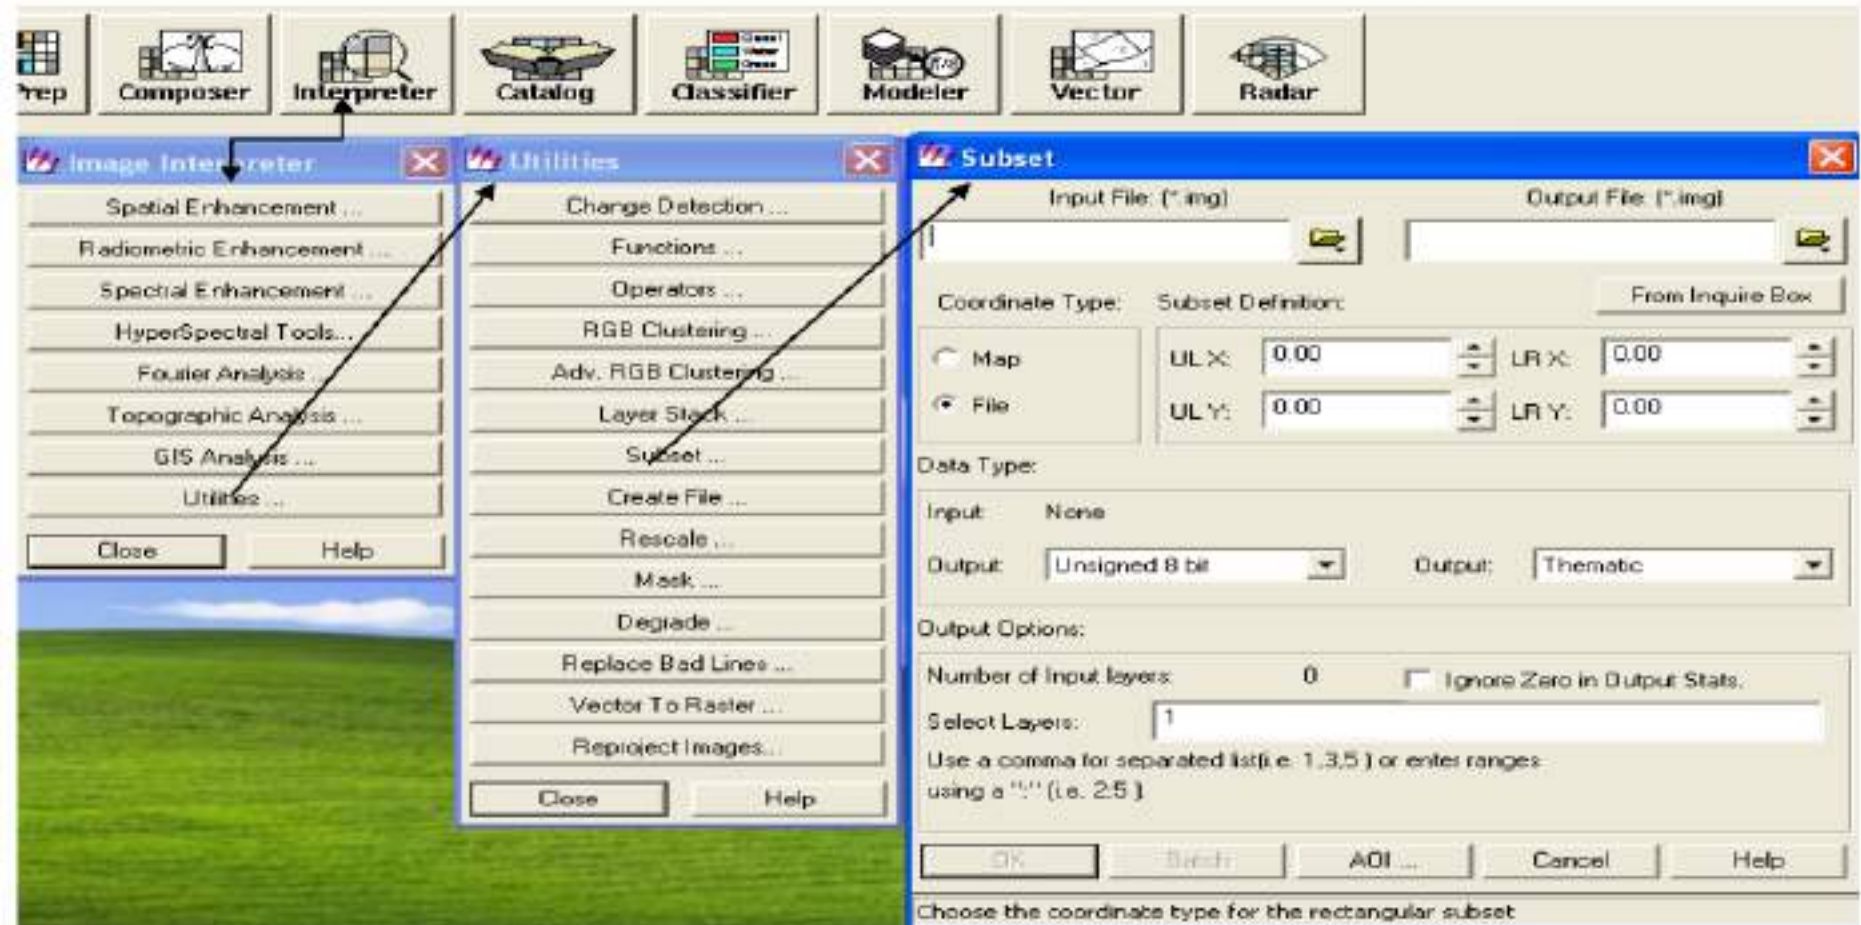 Prep Composer Interpreter Catalog Classifier Modeler Vector Radar
Image Interpreter
Spatial Enhancement ...
Radiometric Enhancement ...
Spectral Enhancement ...
HyperSpectral Tools...
Fourier Analysis ...
Topographic Analysis ...
GIS Analysis ...
Utilities ...
Close Help
Utilities
Change Detection ...
Functions ...
Operators ...
RGB Clustering ...
Adv. RGB Clustering ...
Layer Stack ...
Subset ...
Create File ...
Rescale ...
Mask ...
Degrade ...
Replace Bad Lines ...
Vector To Raster ...
Reproject Images...
Close Help
Subset
Input File: (*.img) Output File: (*.img)
Coordinate Type: Subset Definition: From Inquire Box
Map UL X: 0.00 LR X: 0.00
File UL Y: 0.00 LR Y: 0.00
Data Type:
Input: None
Output: Unsigned 8 bit Output: Thematic
Output Options:
Number of Input layers: 0 Ignore Zero in Output Stats.
Select Layers: 1
Use a comma for separated list(i.e. 1,3,5 ) or enter ranges
using a ":" (i.e. 2:5 )
OK Batch AOI ... Cancel Help
Choose the coordinate type for the rectangular subset